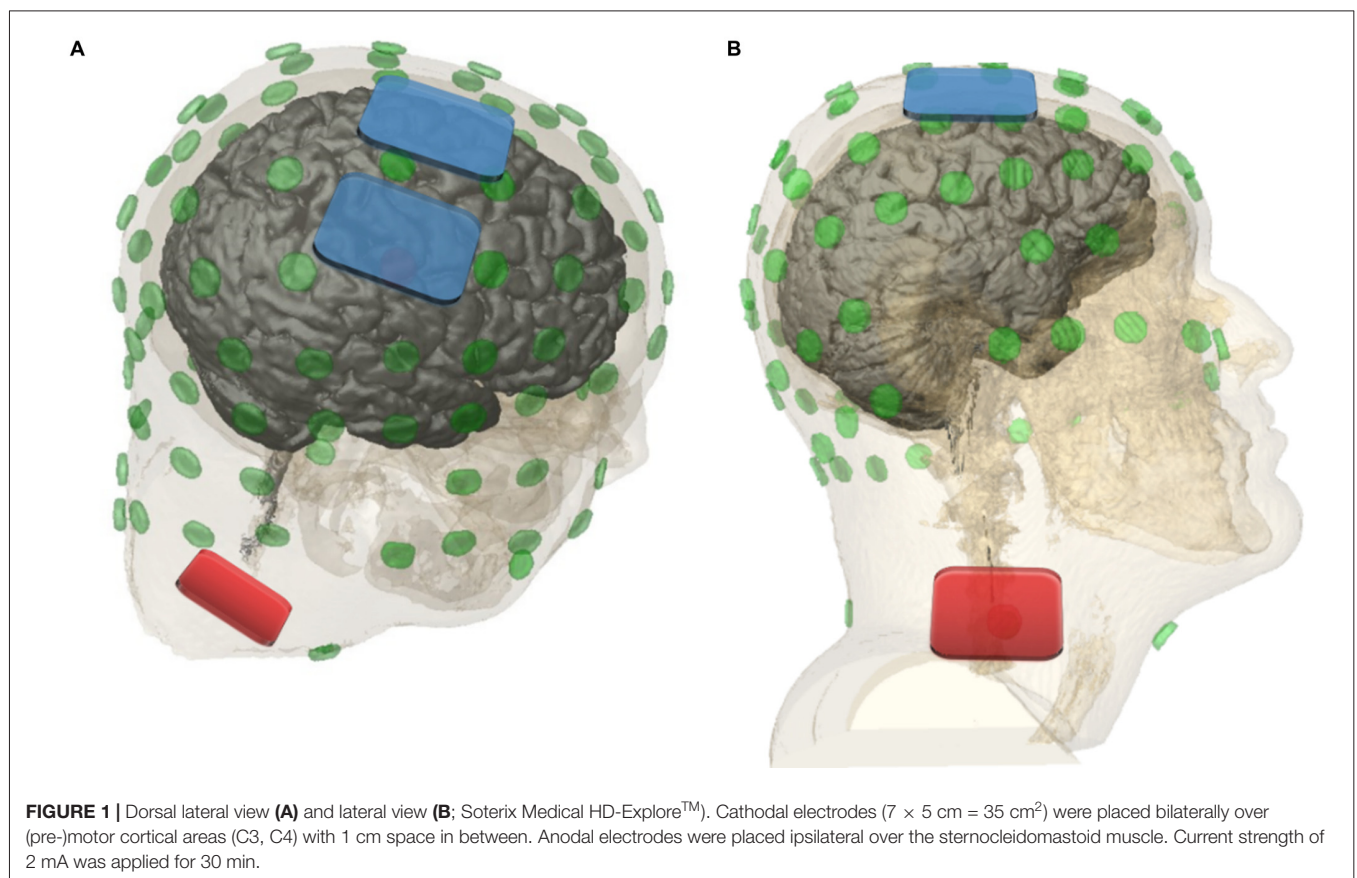 A
B
FIGURE 1 | Dorsal lateral view (A) and lateral view (B; Soterix Medical HD-Explore™). Cathodal electrodes (7 × 5 cm = 35 cm²) were placed bilaterally over
(pre-)motor cortical areas (C3, C4) with 1 cm space in between. Anodal electrodes were placed ipsilateral over the sternocleidomastoid muscle. Current strength of
2 mA was applied for 30 min.